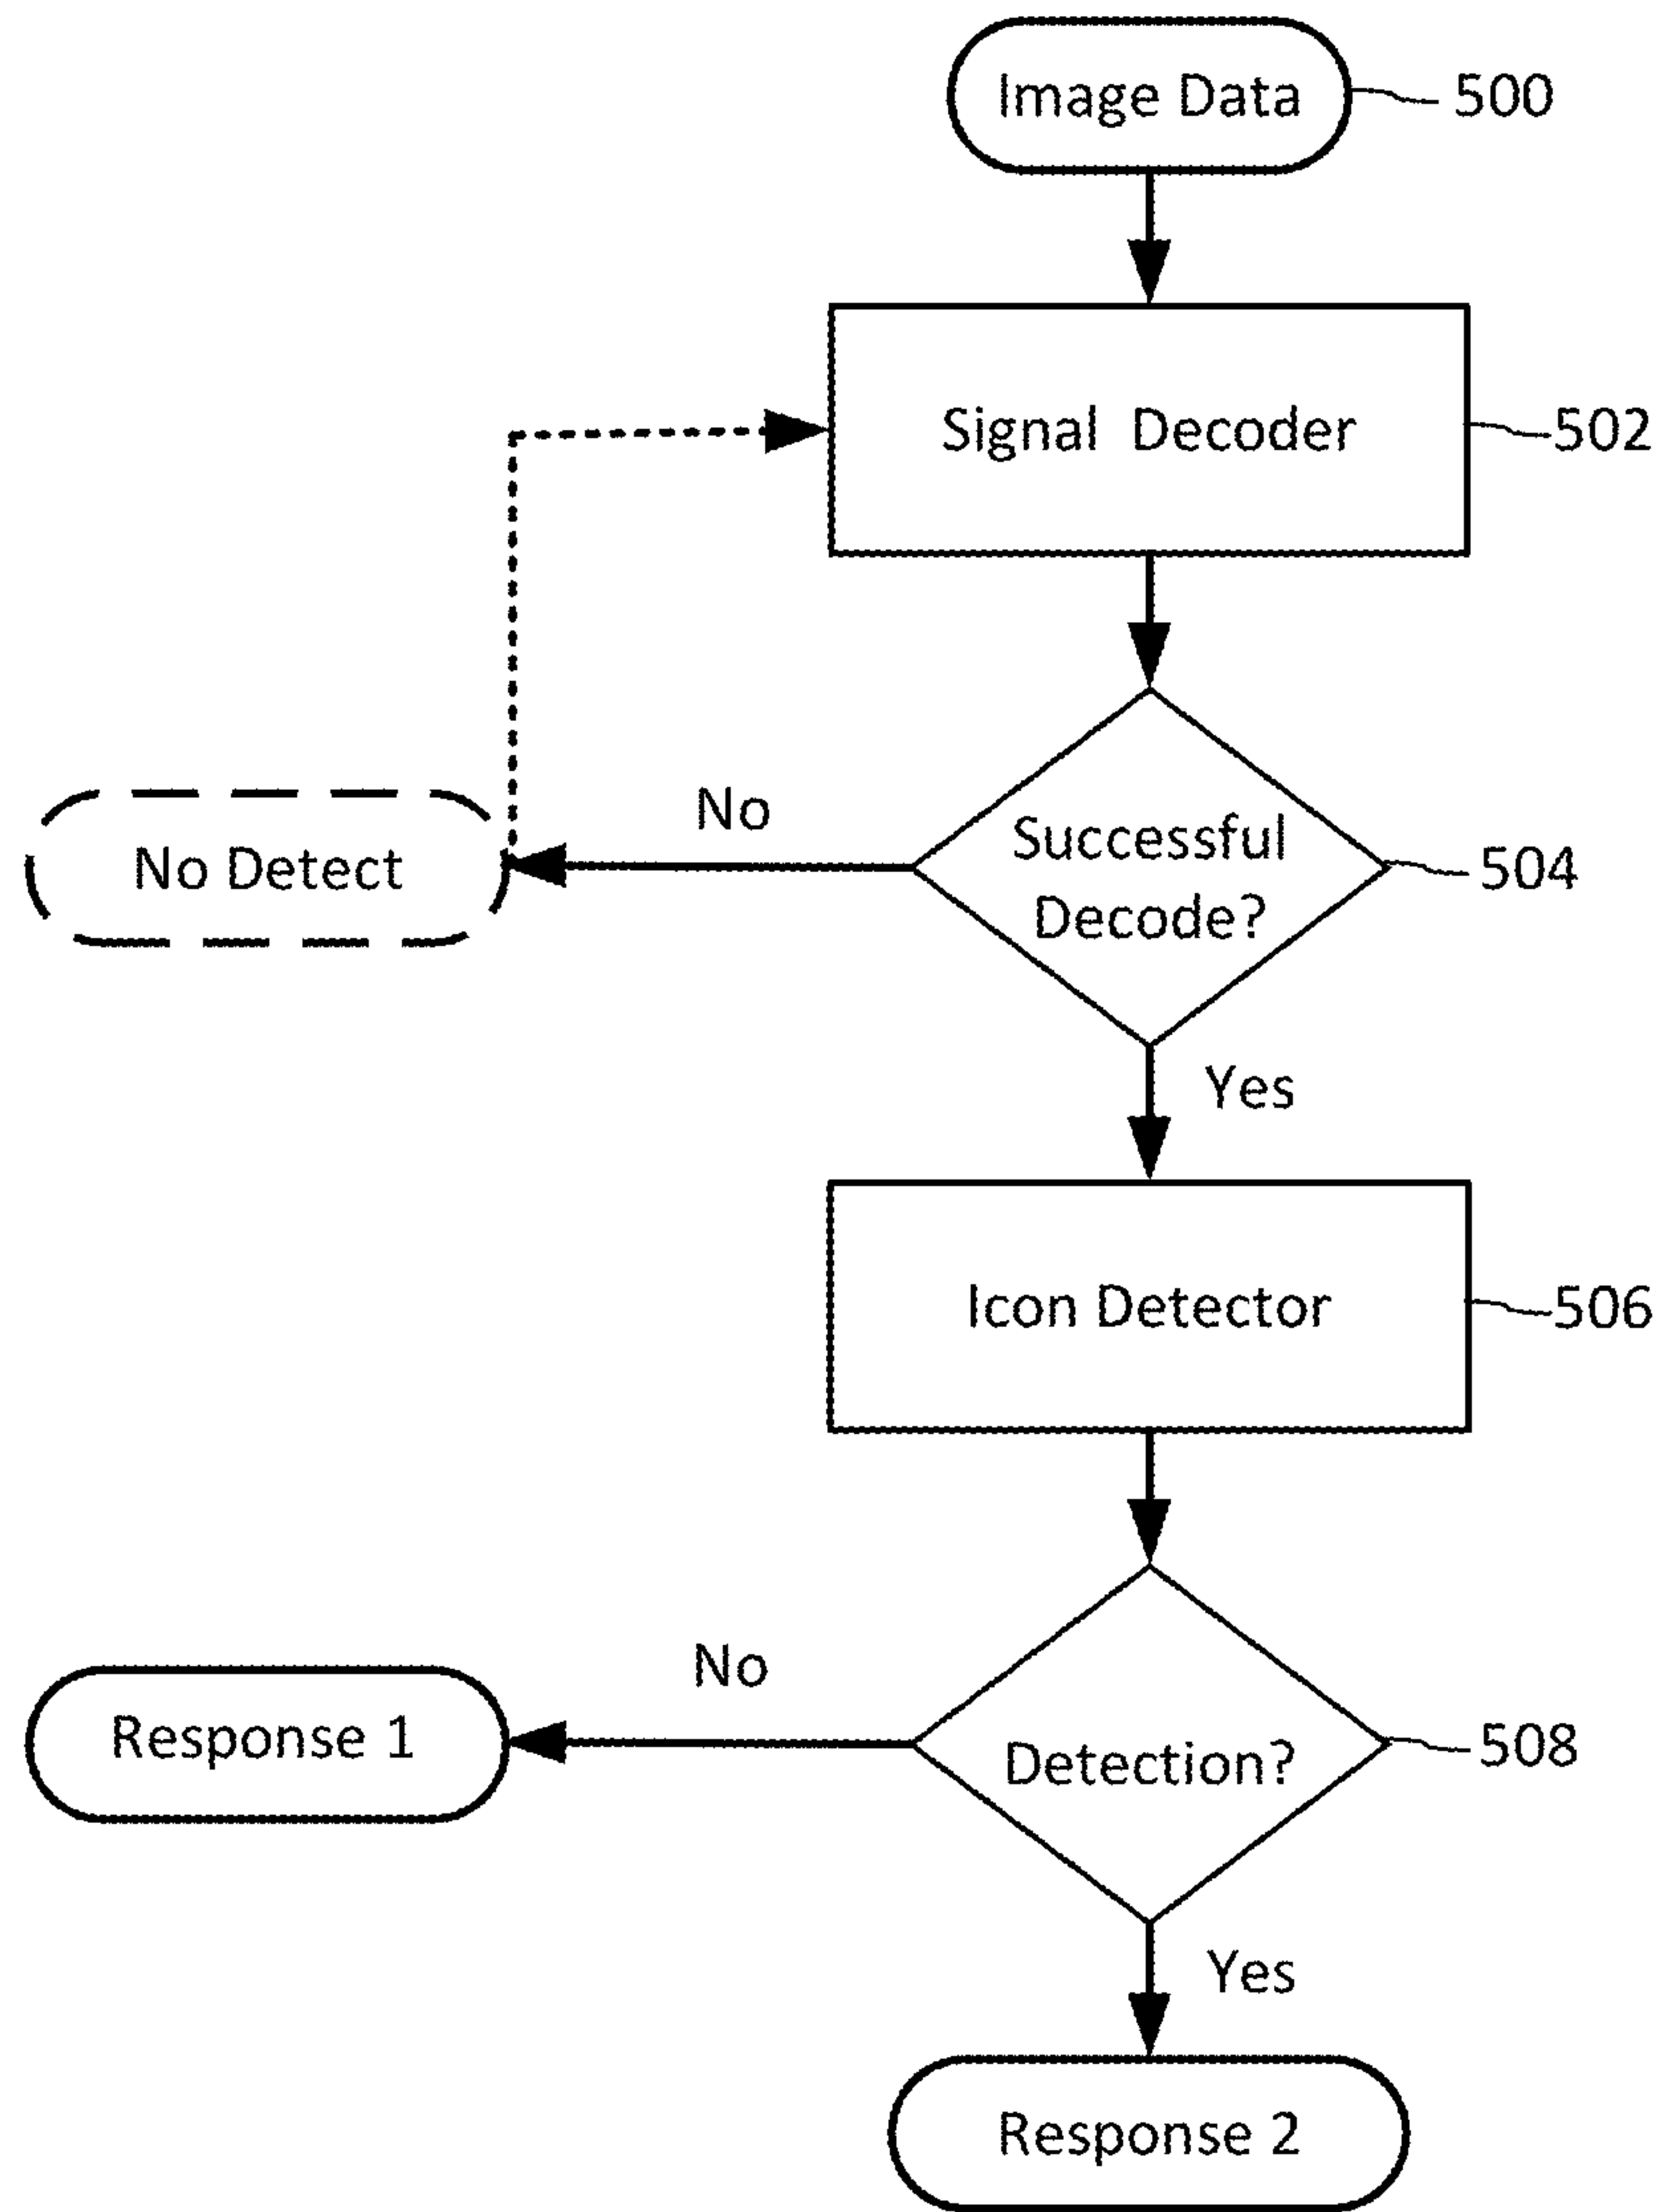 Image Data
500
Signal Decoder
502
No
Successful
Decode?
504
No Detect
Yes
Icon Detector
506
No
Response 1
Detection?
508
Yes
Response 2